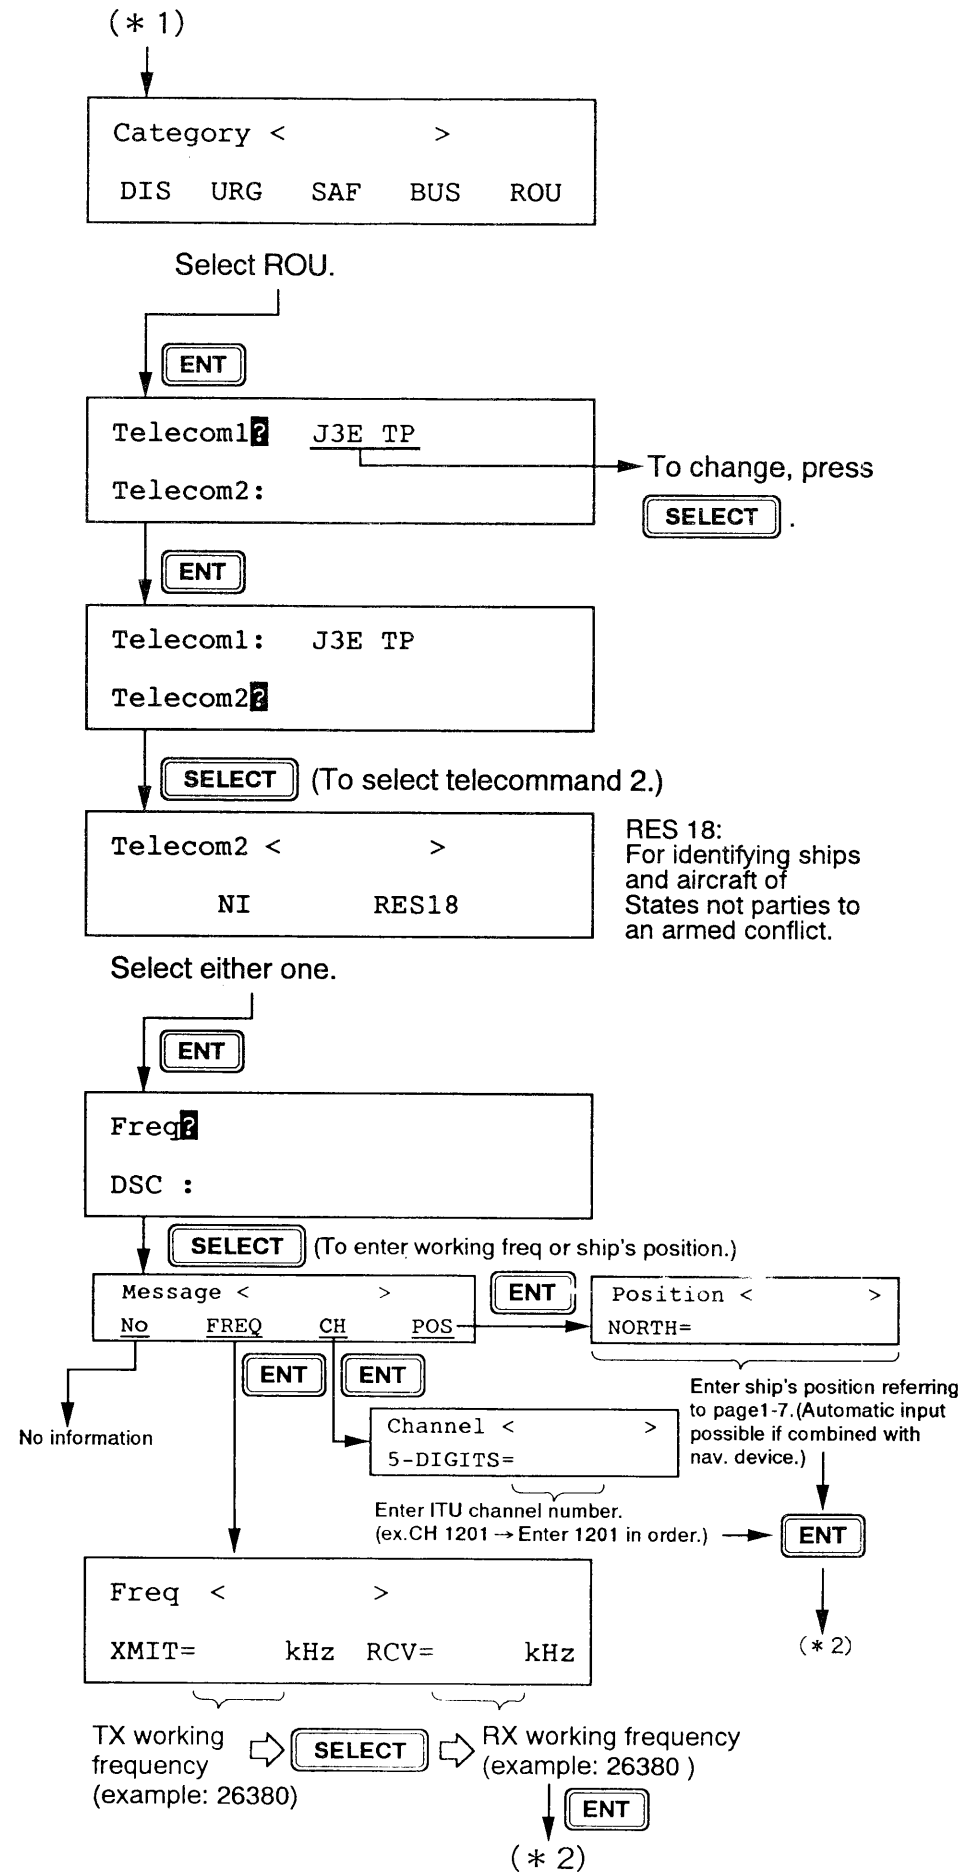 (* 1)
Category < >
DIS URG SAF BUS ROU
Select ROU.
ENT
Telecom1? J3E TP
Telecom2:
To change, press
SELECT .
ENT
Telecom1: J3E TP
Telecom2?
SELECT (To select telecommand 2.)
Telecom2 < >
NI RES18
RES 18:
For identifying ships
and aircraft of
States not parties to
an armed conflict.
Select either one.
ENT
Freq?
DSC :
SELECT (To enter working freq or ship's position.)
Message < >
No FREQ CH POS
ENT
Position < >
NORTH=
ENT ENT
No information
Enter ship's position referring
to page1-7.(Automatic input
possible if combined with
nav. device.)
Channel < >
5-DIGITS=
Enter ITU channel number.
(ex.CH 1201 → Enter 1201 in order.)
ENT
(* 2)
Freq < >
XMIT= kHz RCV= kHz
TX working
frequency
(example: 26380)
SELECT
RX working frequency
(example: 26380 )
ENT
(* 2)